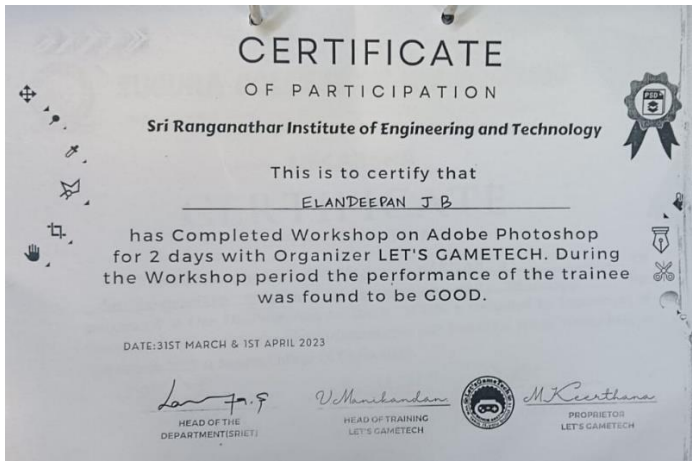 CERTIFICATE
OF PARTICIPATION
PSD
Sri Ranganathar Institute of Engineering and Technology
This is to certify that
ELANDEEPAN J B
has Completed Workshop on Adobe Photoshop
for 2 days with Organizer LET'S GAMETECH. During
the Workshop period the performance of the trainee
was found to be GOOD.
DATE:31ST MARCH & 1ST APRIL 2023
V.Manikandan
M.Keerthana
HEAD OF THE
DEPARTMENT(SRIET)
HEAD OF TRAINING
LET'S GAMETECH
PROPRIETOR
LET'S GAMETECH